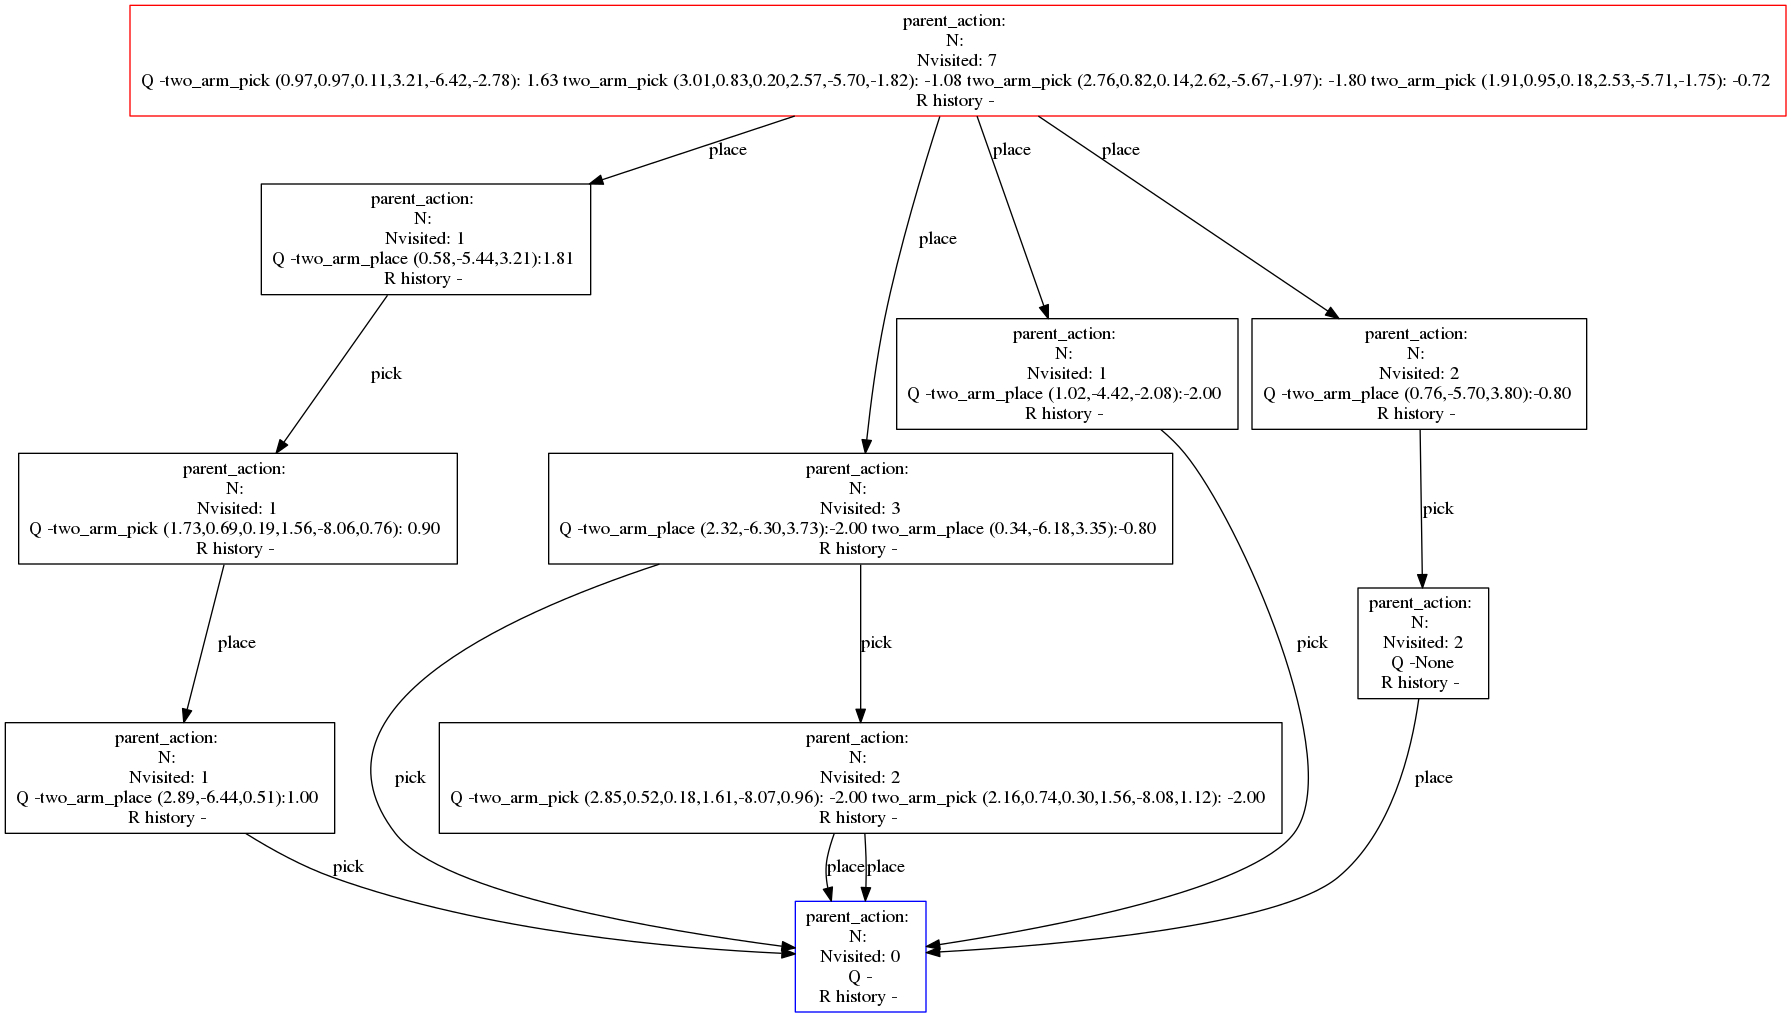 parent_action:
N:
Nvisited: 7
Q -two_arm_pick (0.97,0.97,0.11,3.21,-6.42,-2.78): 1.63 two_arm_pick (3.01,0.83,0.20,2.57,-5.70,-1.82): -1.08 two_arm_pick (2.76,0.82,0.14,2.62,-5.67,-1.97): -1.80 two_arm_pick (1.91,0.95,0.18,2.53,-5.71,-1.75): -0.72
R history -
place
place
place
place
parent_action:
N:
Nvisited: 1
Q -two_arm_place (0.58,-5.44,3.21):1.81
R history -
parent_action:
N:
Nvisited: 1
Q -two_arm_place (1.02,-4.42,-2.08):-2.00
R history -
parent_action:
N:
Nvisited: 2
Q -two_arm_place (0.76,-5.70,3.80):-0.80
R history -
pick
parent_action:
N:
Nvisited: 1
Q -two_arm_pick (1.73,0.69,0.19,1.56,-8.06,0.76): 0.90
R history -
parent_action:
N:
Nvisited: 3
Q -two_arm_place (2.32,-6.30,3.73):-2.00 two_arm_place (0.34,-6.18,3.35):-0.80
R history -
pick
place
pick
pick
parent_action:
N:
Nvisited: 2
Q -None
R history -
parent_action:
N:
Nvisited: 1
Q -two_arm_place (2.89,-6.44,0.51):1.00
R history -
pick
parent_action:
N:
Nvisited: 2
Q -two_arm_pick (2.85,0.52,0.18,1.61,-8.07,0.96): -2.00 two_arm_pick (2.16,0.74,0.30,1.56,-8.08,1.12): -2.00
R history -
place
pick
place
place
parent_action:
N:
Nvisited: 0
Q -
R history -